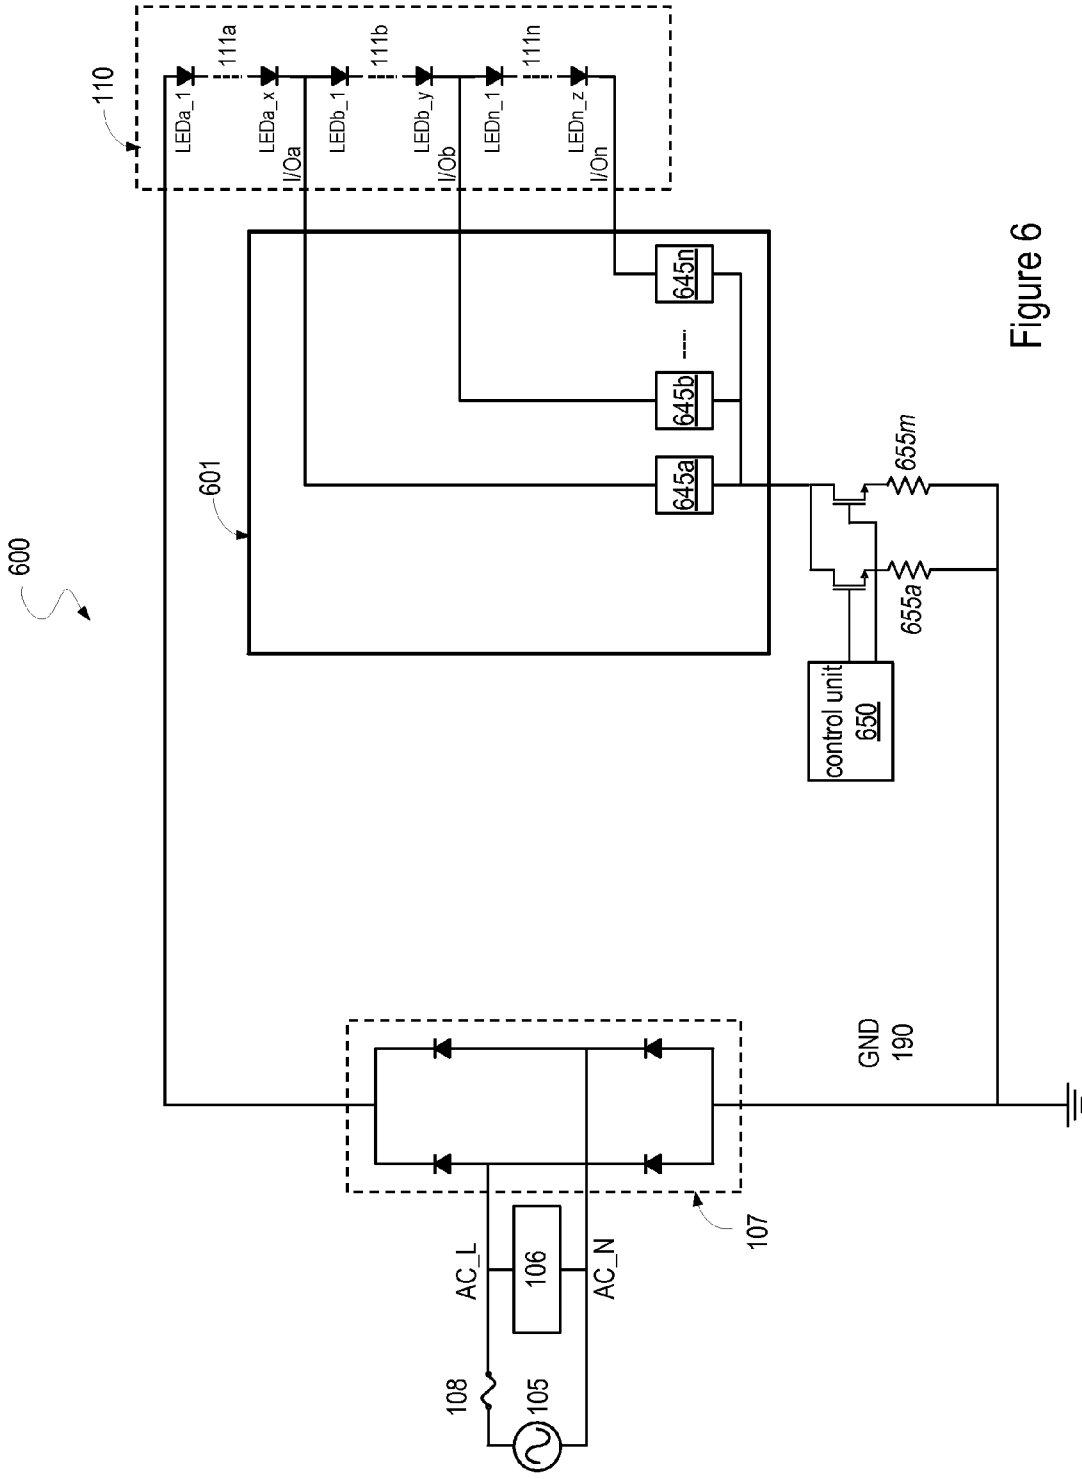 600
110
LEDa_1
111a
LEDa_x
I/Oa
LEDb_1
111b
LEDb_y
I/Ob
LEDn_1
111n
LEDn_z
I/On
601
645a
645b
645n
control unit
650
655a
655m
108
105
AC_L
106
AC_N
107
GND
190
Figure 6